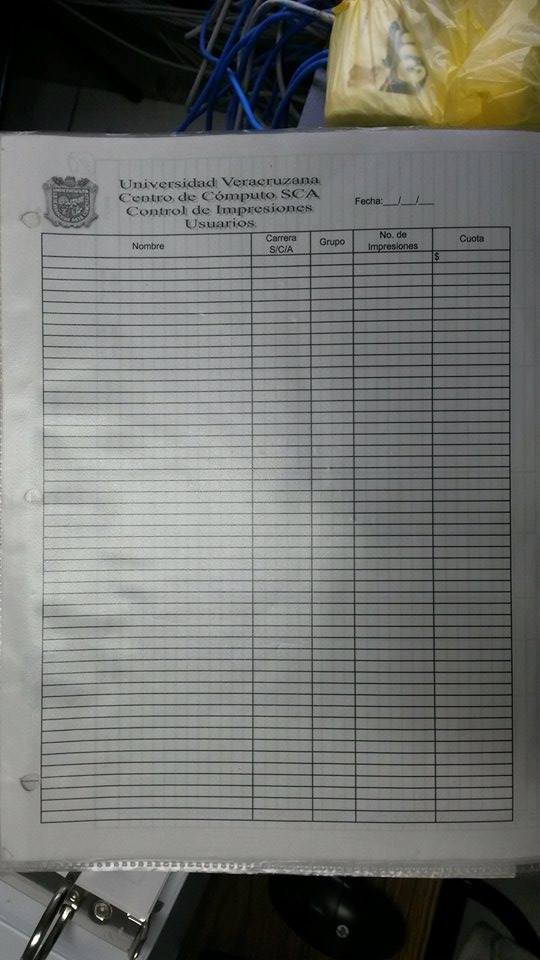 Universidad Veracruzana
Centro de Cómputo SCA
Control de Impresiones
Usuarios
Fecha:___/___/___
Nombre
Carrera
S/C/A
Grupo
No. de
Impresiones
Cuota
$